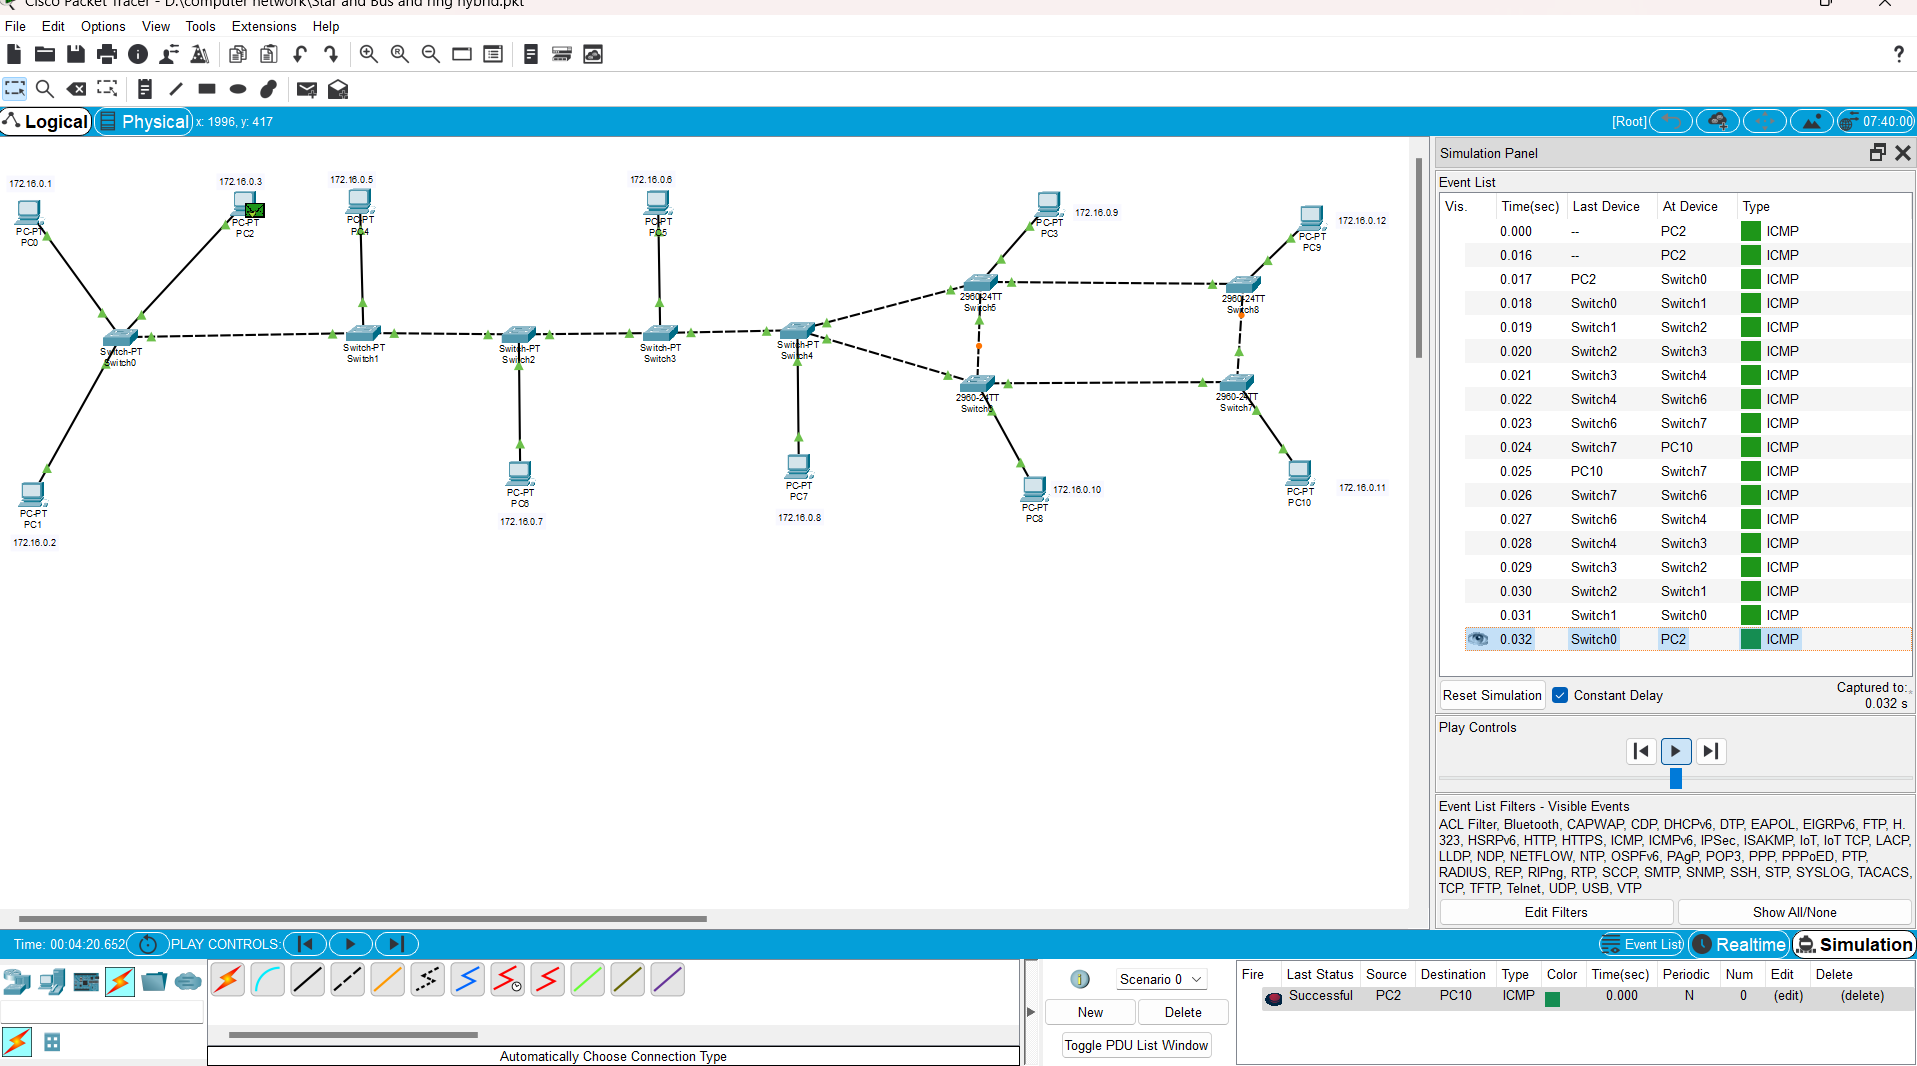 Cisco Packet Tracer - D:\computer network\Star and Bus and ring hybrid.pkt
File Edit Options View Tools Extensions Help
Logical Physical x: 1996, y: 417 [Root] 07:40:00
172.16.0.1
PC-PT
PC0
172.16.0.3
PC-PT
PC2
172.16.0.5
PC-PT
PC4
172.16.0.6
PC-PT
PC5
PC-PT
PC3
172.16.0.9
PC-PT
PC9
172.16.0.12
2960-24TT
Switch5
2960-24TT
Switch8
Switch-PT
Switch0
Switch-PT
Switch1
Switch-PT
Switch2
Switch-PT
Switch3
Switch-PT
Switch4
2960-24TT
Switch6
2960-24TT
Switch7
PC-PT
PC1
172.16.0.2
PC-PT
PC6
172.16.0.7
PC-PT
PC7
172.16.0.8
PC-PT
PC8
172.16.0.10
PC-PT
PC10
172.16.0.11
Simulation Panel
Event List
Vis. Time(sec) Last Device At Device Type
0.000 -- PC2 ICMP
0.016 -- PC2 ICMP
0.017 PC2 Switch0 ICMP
0.018 Switch0 Switch1 ICMP
0.019 Switch1 Switch2 ICMP
0.020 Switch2 Switch3 ICMP
0.021 Switch3 Switch4 ICMP
0.022 Switch4 Switch6 ICMP
0.023 Switch6 Switch7 ICMP
0.024 Switch7 PC10 ICMP
0.025 PC10 Switch7 ICMP
0.026 Switch7 Switch6 ICMP
0.027 Switch6 Switch4 ICMP
0.028 Switch4 Switch3 ICMP
0.029 Switch3 Switch2 ICMP
0.030 Switch2 Switch1 ICMP
0.031 Switch1 Switch0 ICMP
0.032 Switch0 PC2 ICMP
Reset Simulation Constant Delay Captured to:
0.032 s
Play Controls
Event List Filters - Visible Events
ACL Filter, Bluetooth, CAPWAP, CDP, DHCPv6, DTP, EAPOL, EIGRPv6, FTP, H.
323, HSRPv6, HTTP, HTTPS, ICMP, ICMPv6, IPSec, ISAKMP, IoT, IoT TCP, LACP,
LLDP, NDP, NETFLOW, NTP, OSPFv6, PAgP, POP3, PPP, PPPoED, PTP,
RADIUS, REP, RIPng, RTP, SCCP, SMTP, SNMP, SSH, STP, SYSLOG, TACACS,
TCP, TFTP, Telnet, UDP, USB, VTP
Edit Filters Show All/None
Time: 00:04:20.652 PLAY CONTROLS: Event List Realtime Simulation
Scenario 0
New Delete
Toggle PDU List Window
Fire Last Status Source Destination Type Color Time(sec) Periodic Num Edit Delete
Successful PC2 PC10 ICMP 0.000 N 0 (edit) (delete)
Automatically Choose Connection Type